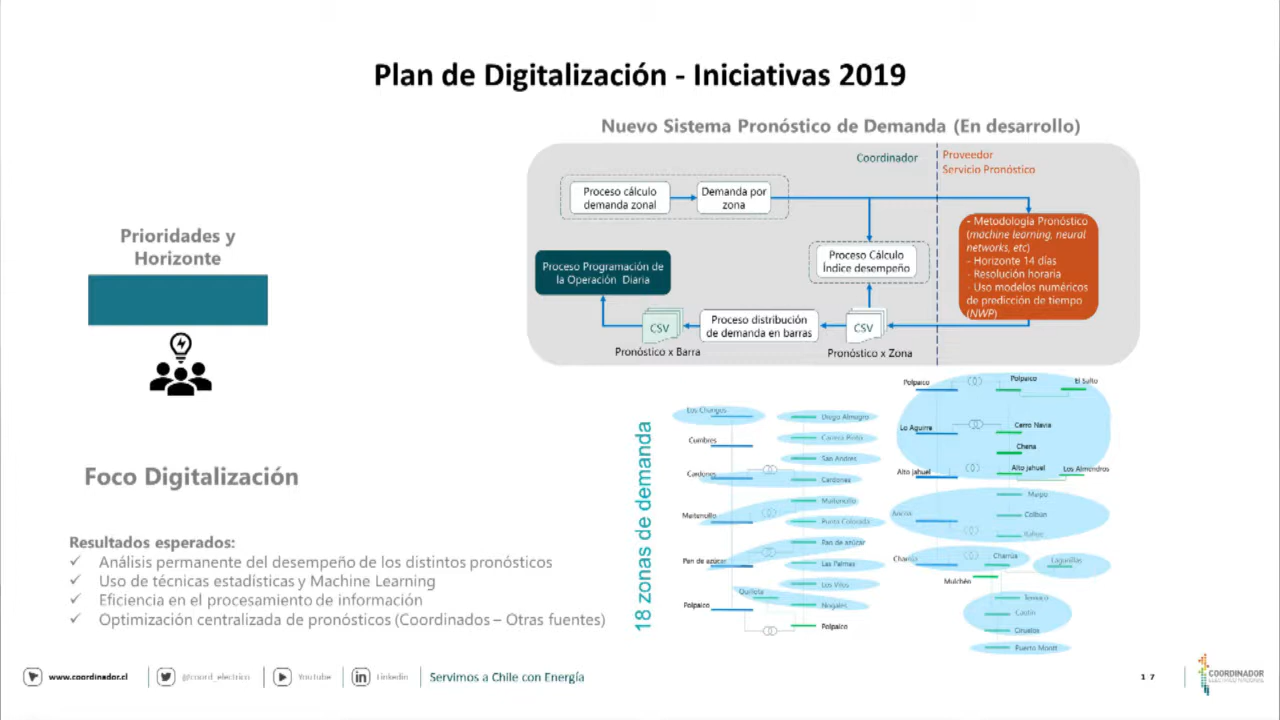 Plan de Digitalización - Iniciativas 2019
Nuevo Sistema Pronóstico de Demanda (En desarrollo)
Coordinador
Proveedor
Servicio Pronóstico
Proceso cálculo
demanda zonal
Demanda por
zona
- Metodología Pronóstico
(machine learning, neural
networks, etc)
- Horizonte 14 días
- Resolución horaria
- Uso modelos numéricos
de predicción de tiempo
(NWP)
Proceso Cálculo
Índice desempeño
Proceso Programación de
la Operación Diaria
CSV
Proceso distribución
de demanda en barras
CSV
Pronóstico x Barra
Pronóstico x Zona
Prioridades y
Horizonte
Foco Digitalización
Resultados esperados:
✓ Análisis permanente del desempeño de los distintos pronósticos
✓ Uso de técnicas estadísticas y Machine Learning
✓ Eficiencia en el procesamiento de información
✓ Optimización centralizada de pronósticos (Coordinados – Otras fuentes)
18 zonas de demanda
Los Changos
Diego Almagro
Cumbres
Carrera Pinto
San Andres
Cardones
Cardones
Maitencillo
Maitencillo
Punta Colorada
Pan de azúcar
Pan de azúcar
Las Palmas
Los Vilos
Quillota
Nogales
Polpaico
Polpaico
Polpaico
Polpaico
El Salto
Lo Aguirre
Cerro Navia
Chena
Alto Jahuel
Alto Jahuel
Los Almendros
Maipo
Ancoa
Colbún
Itahue
Charrúa
Charrúa
Lagunillas
Mulchén
Temuco
Cautín
Ciruelos
Puerto Montt
www.coordinador.cl
@coord_electrico
Youtube
Linkedin
Servimos a Chile con Energía
17
COORDINADOR
ELÉCTRICO NACIONAL